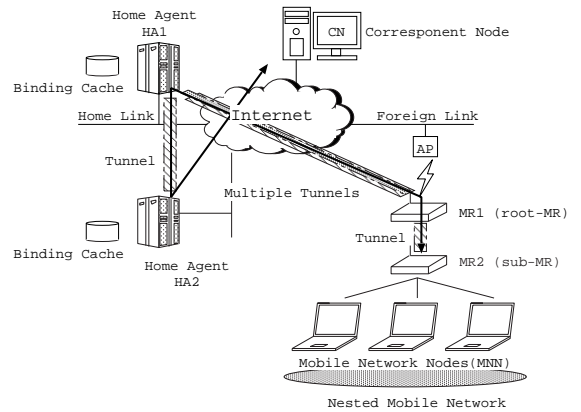 Home Agent
HA1
CN
Corresponent Node
Binding Cache
Home Link
Internet
Foreign Link
AP
Tunnel
Multiple Tunnels
MR1 (root-MR)
Tunnel
MR2 (sub-MR)
Binding Cache
Home Agent
HA2
Mobile Network Nodes(MNN)
Nested Mobile Network